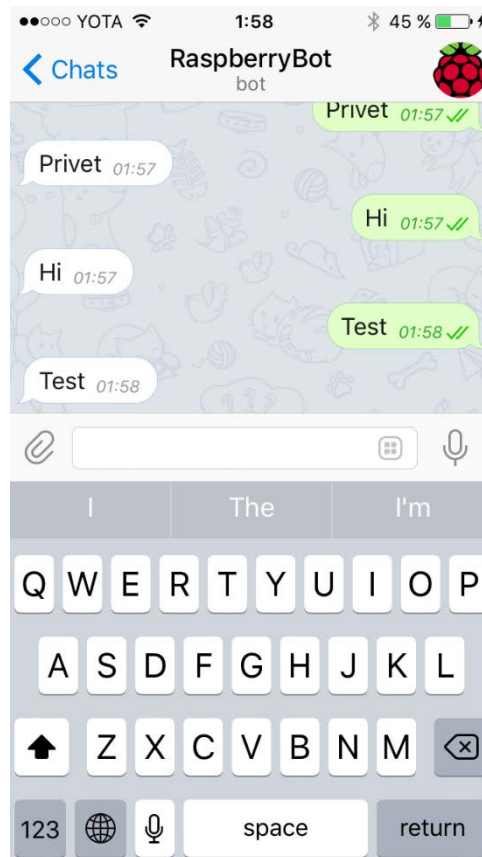 YOTA 1:58 45 %
Chats RaspberryBot
bot
Privet 01:57
Privet 01:57
Hi 01:57
Hi 01:57
Test 01:58
Test 01:58
I The I'm
Q W E R T Y U I O P
A S D F G H J K L
Z X C V B N M
123 space return